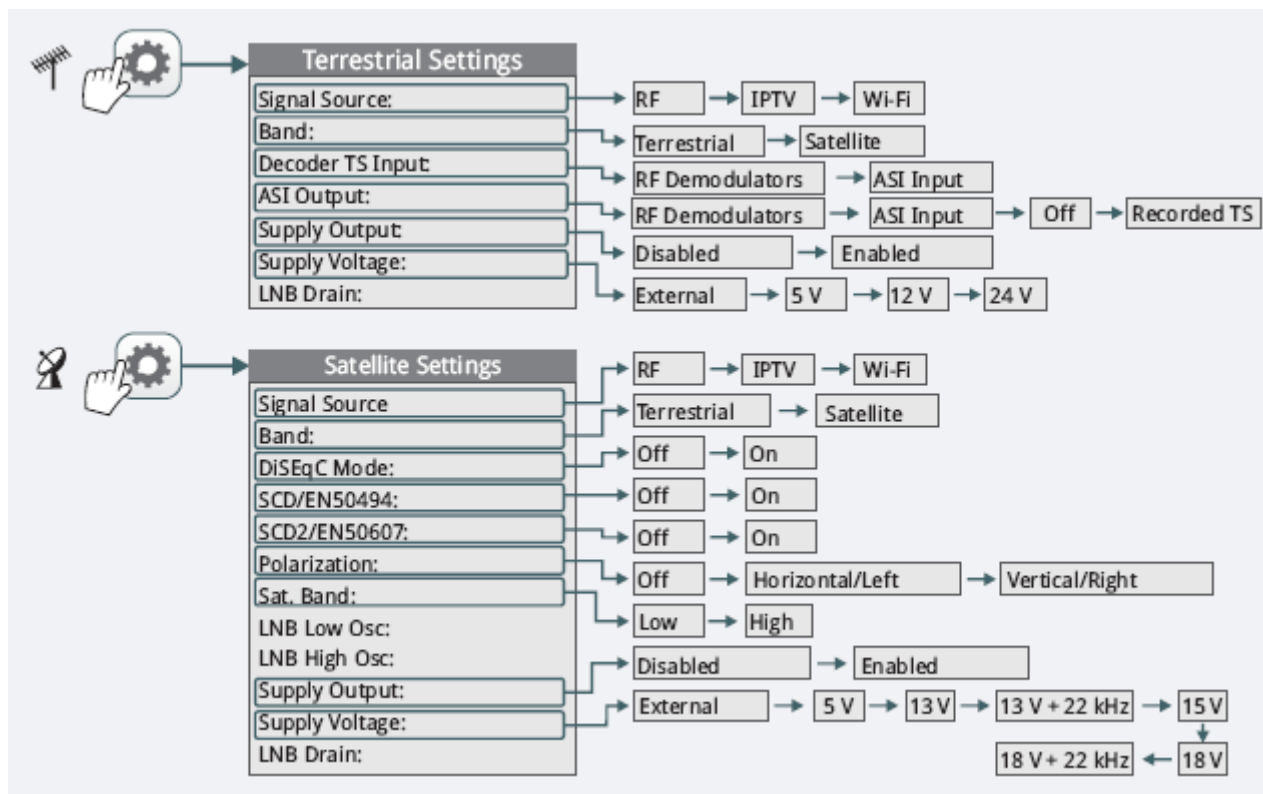 Terrestrial Settings
Signal Source: RF IPTV Wi-Fi
Band: Terrestrial Satellite
Decoder TS Input: RF Demodulators ASI Input
ASI Output: RF Demodulators ASI Input Off Recorded TS
Supply Output: Disabled Enabled
Supply Voltage: External 5 V 12 V 24 V
LNB Drain:
Satellite Settings
Signal Source RF IPTV Wi-Fi
Band: Terrestrial Satellite
DiSEqC Mode: Off On
SCD/EN50494: Off On
SCD2/EN50607: Off On
Polarization: Off Horizontal/Left Vertical/Right
Sat. Band: Low High
LNB Low Osc:
LNB High Osc:
Supply Output: Disabled Enabled
Supply Voltage: External 5 V 13 V 13 V + 22 kHz 15 V
18 V + 22 kHz 18 V
LNB Drain: